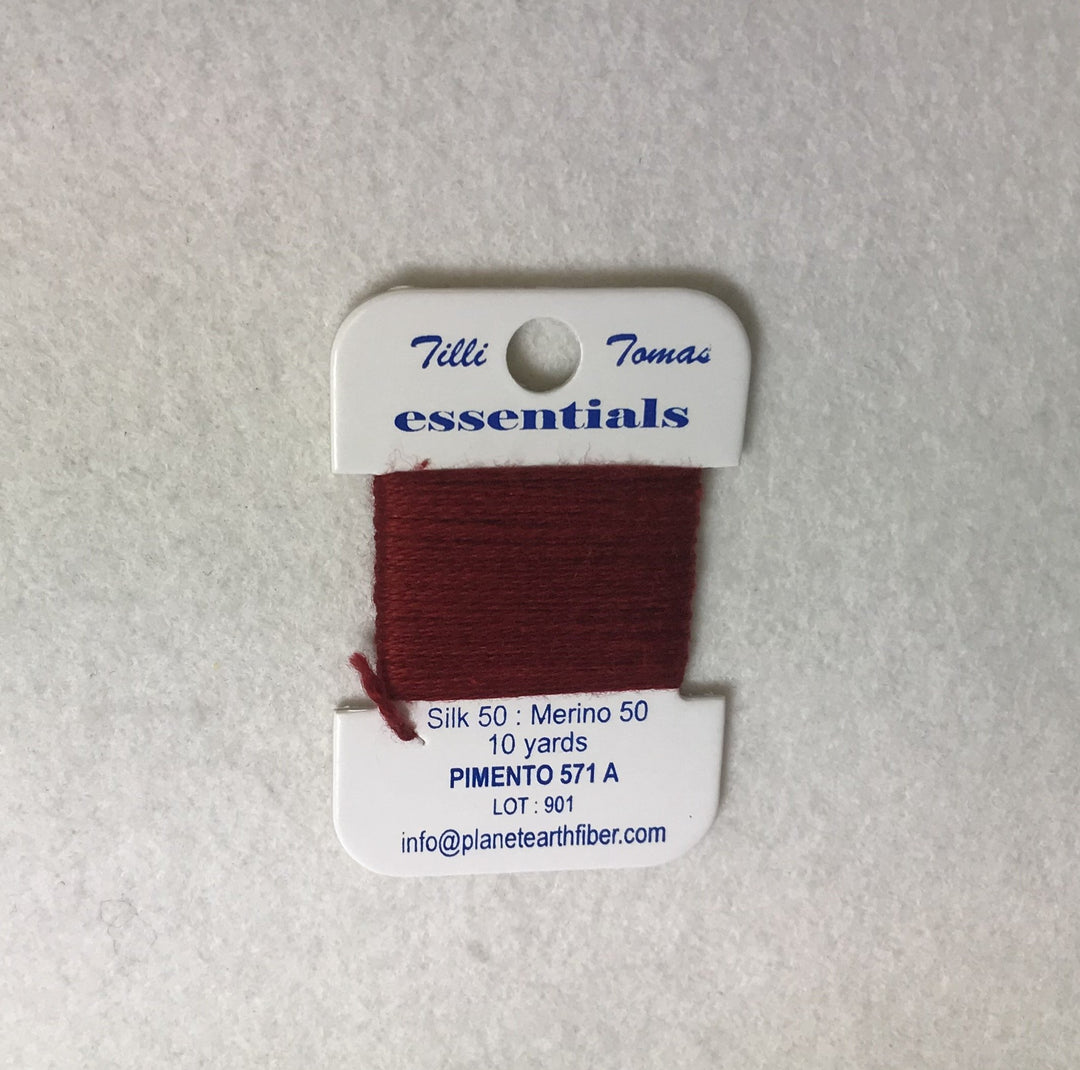 Tilli Tomas
essentials
Silk 50 : Merino 50
10 yards
PIMENTO 571 A
LOT : 901
info@planetearthfiber.com